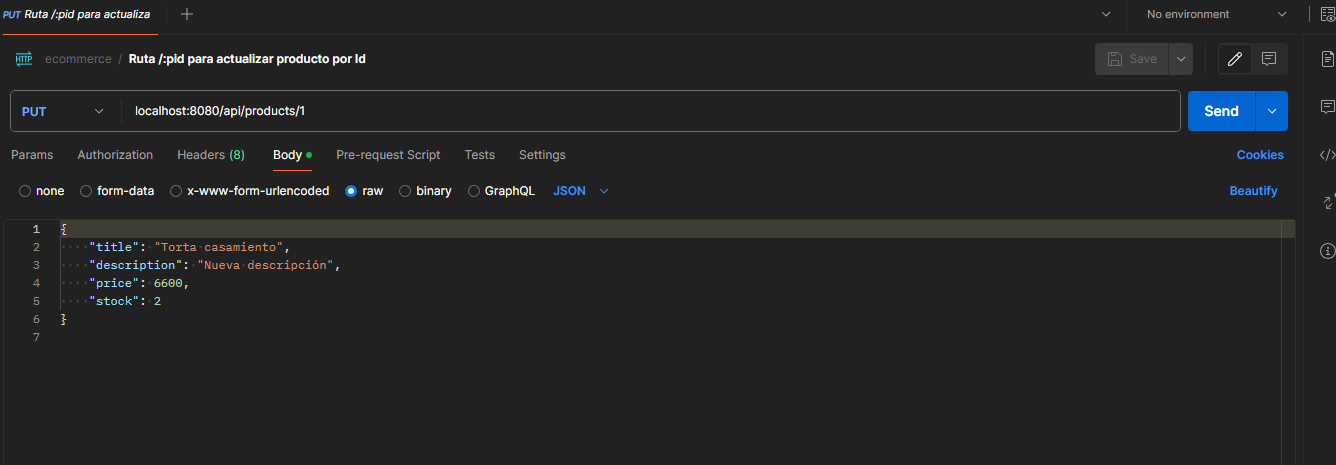 PUT Ruta /:pid para actualiza
No environment
HTTP ecommerce / Ruta /:pid para actualizar producto por Id
Save
PUT localhost:8080/api/products/1 Send
Params Authorization Headers (8) Body Pre-request Script Tests Settings Cookies
none form-data x-www-form-urlencoded raw binary GraphQL JSON Beautify
1 {
2 "title": "Torta casamiento",
3 "description": "Nueva descripción",
4 "price": 6600,
5 "stock": 2
6 }
7